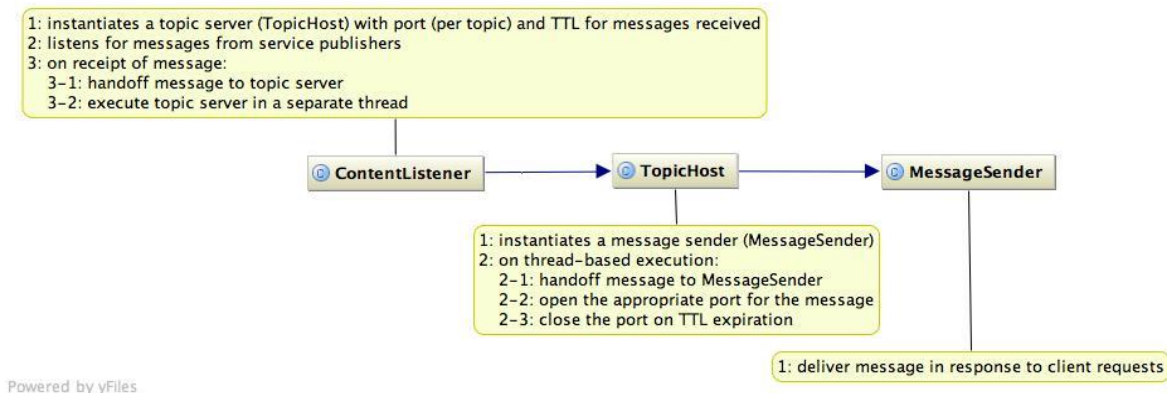 1: instantiates a topic server (TopicHost) with port (per topic) and TTL for messages received
2: listens for messages from service publishers
3: on receipt of message:
3-1: handoff message to topic server
3-2: execute topic server in a separate thread
C ContentListener
C TopicHost
C MessageSender
1: instantiates a message sender (MessageSender)
2: on thread-based execution:
2-1: handoff message to MessageSender
2-2: open the appropriate port for the message
2-3: close the port on TTL expiration
1: deliver message in response to client requests
Powered by yFiles